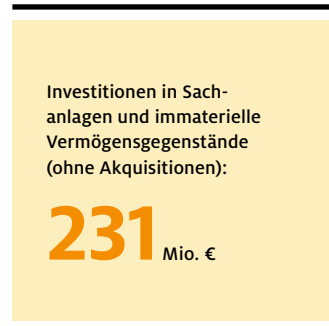 Investitionen in Sach-
anlagen und immaterielle
Vermögensgegenstände
(ohne Akquisitionen):
231 Mio. €